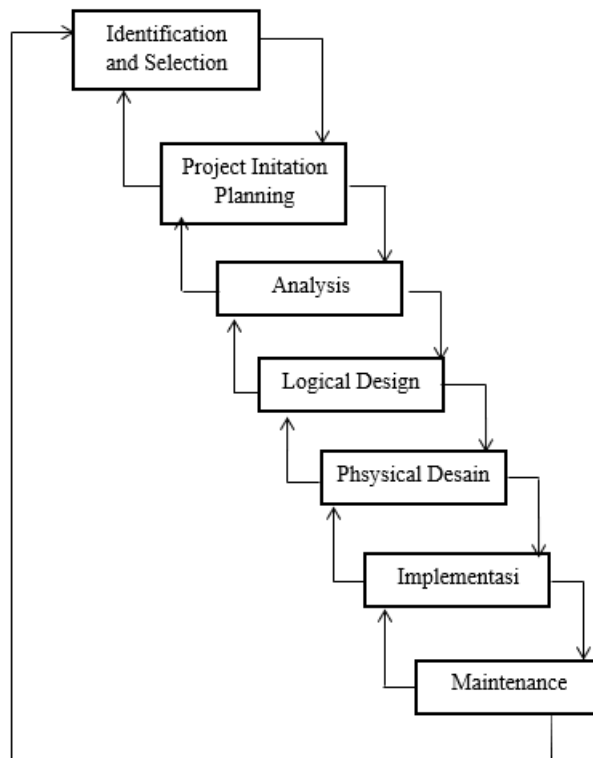 Identification
and Selection
Project Initation
Planning
Analysis
Logical Design
Phsysical Desain
Implementasi
Maintenance